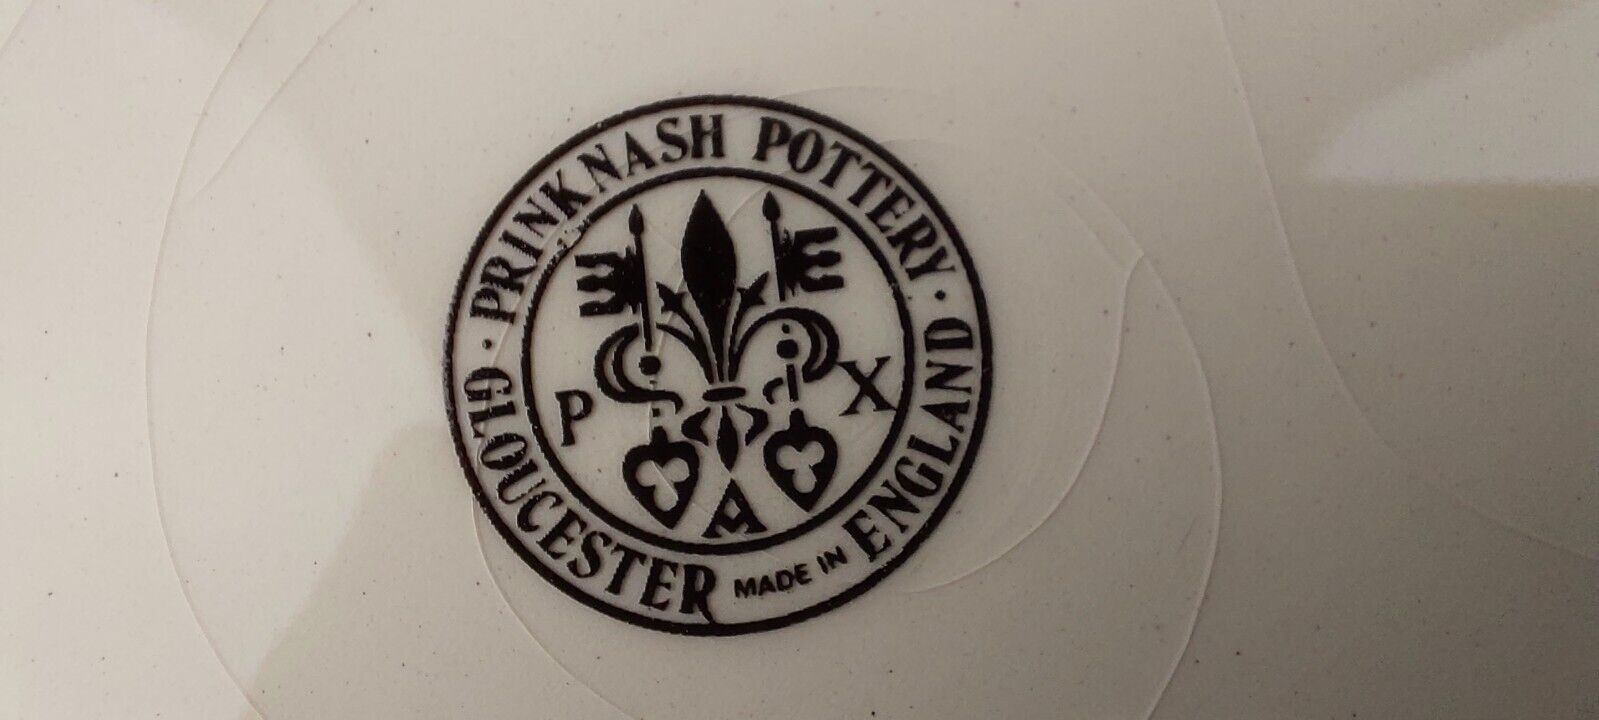 · PRINKNASH POTTERY ·
GLOUCESTER MADE IN ENGLAND
P X
A